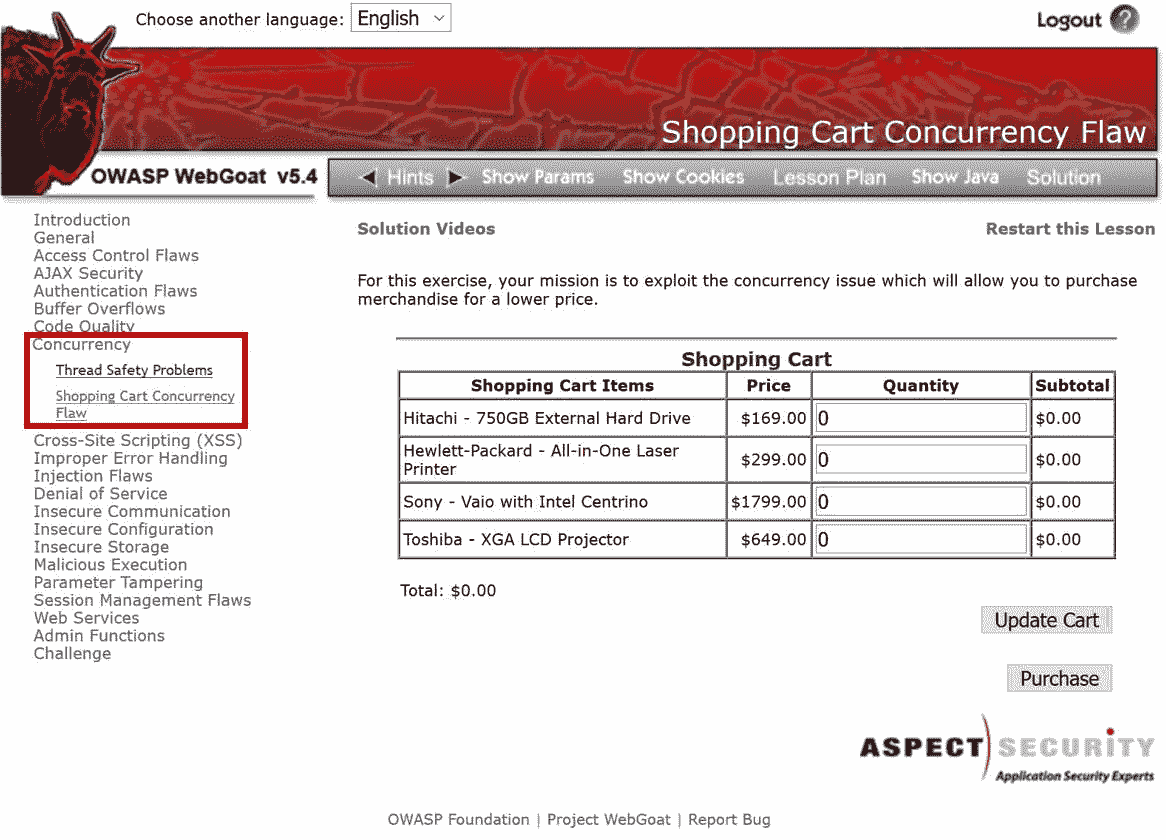 Choose another language: English
Logout ?
Shopping Cart Concurrency Flaw
OWASP WebGoat v5.4
Hints Show Params Show Cookies Lesson Plan Show Java Solution
Introduction
General
Access Control Flaws
AJAX Security
Authentication Flaws
Buffer Overflows
Code Quality
Concurrency
Thread Safety Problems
Shopping Cart Concurrency
Flaw
Cross-Site Scripting (XSS)
Improper Error Handling
Injection Flaws
Denial of Service
Insecure Communication
Insecure Configuration
Insecure Storage
Malicious Execution
Parameter Tampering
Session Management Flaws
Web Services
Admin Functions
Challenge
Solution Videos
Restart this Lesson
For this exercise, your mission is to exploit the concurrency issue which will allow you to purchase
merchandise for a lower price.
Shopping Cart
Shopping Cart Items Price Quantity Subtotal
Hitachi - 750GB External Hard Drive $169.00 0 $0.00
Hewlett-Packard - All-in-One Laser
Printer $299.00 0 $0.00
Sony - Vaio with Intel Centrino $1799.00 0 $0.00
Toshiba - XGA LCD Projector $649.00 0 $0.00
Total: $0.00
Update Cart
Purchase
ASPECT SECURITY
Application Security Experts
OWASP Foundation | Project WebGoat | Report Bug